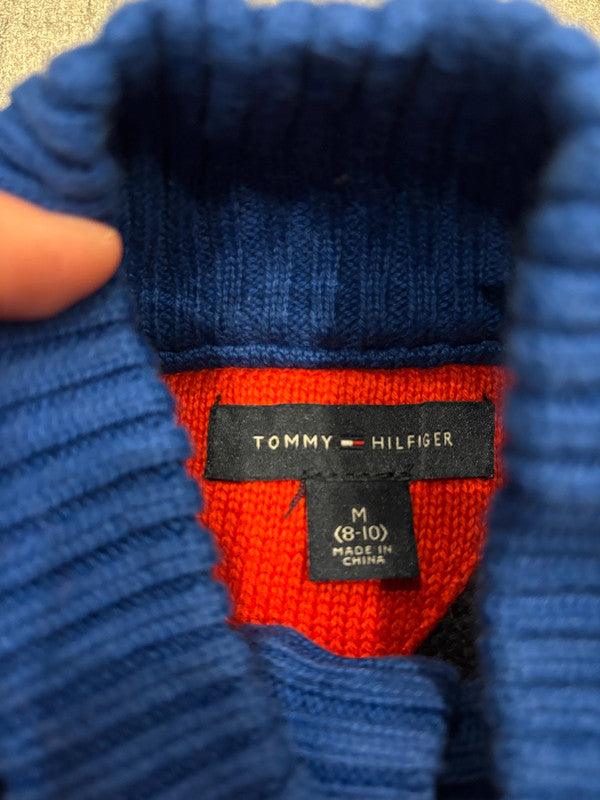 TOMMY HILFIGER
M
(8-10)
MADE IN
CHINA